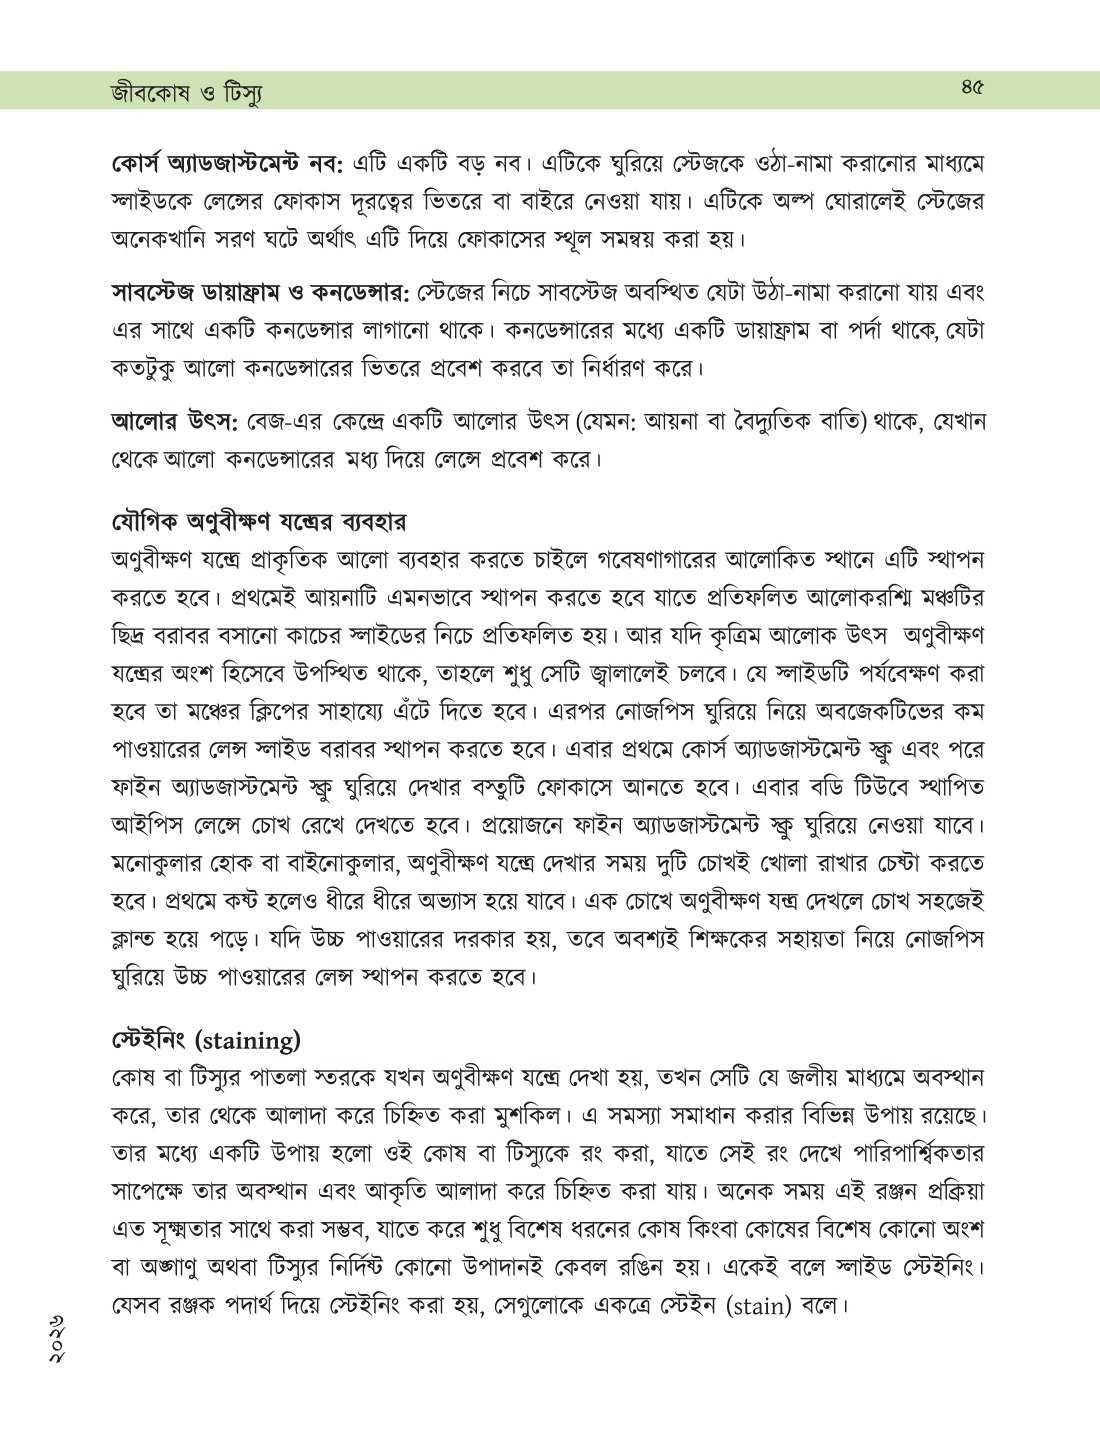 জীবকোষ ও টিস্যু
৪৫
কোর্স অ্যাডজাস্টমেন্ট নব: এটি একটি বড় নব। এটিকে ঘুরিয়ে স্টেজকে ওঠা-নামা করানোর মাধ্যমে
স্লাইডকে লেন্সের ফোকাস দূরত্বের ভিতরে বা বাইরে নেওয়া যায়। এটিকে অল্প ঘোরালেই স্টেজের
অনেকখানি সরণ ঘটে অর্থাৎ এটি দিয়ে ফোকাসের স্থূল সমন্বয় করা হয়।
সাবস্টেজ ডায়াফ্রাম ও কনডেন্সার: স্টেজের নিচে সাবস্টেজ অবস্থিত যেটা উঠা-নামা করানো যায় এবং
এর সাথে একটি কনডেন্সার লাগানো থাকে। কনডেন্সারের মধ্যে একটি ডায়াফ্রাম বা পর্দা থাকে, যেটা
কতটুকু আলো কনডেন্সারের ভিতরে প্রবেশ করবে তা নির্ধারণ করে।
আলোর উৎস: বেজ-এর কেন্দ্রে একটি আলোর উৎস (যেমন: আয়না বা বৈদ্যুতিক বাতি) থাকে, যেখান
থেকে আলো কনডেন্সারের মধ্য দিয়ে লেন্সে প্রবেশ করে।
যৌগিক অণুবীক্ষণ যন্ত্রের ব্যবহার
অণুবীক্ষণ যন্ত্রে প্রাকৃতিক আলো ব্যবহার করতে চাইলে গবেষণাগারের আলোকিত স্থানে এটি স্থাপন
করতে হবে। প্রথমেই আয়নাটি এমনভাবে স্থাপন করতে হবে যাতে প্রতিফলিত আলোকরশ্মি মঞ্চটির
ছিদ্র বরাবর বসানো কাচের স্লাইডের নিচে প্রতিফলিত হয়। আর যদি কৃত্রিম আলোক উৎস অণুবীক্ষণ
যন্ত্রের অংশ হিসেবে উপস্থিত থাকে, তাহলে শুধু সেটি জ্বালালেই চলবে। যে স্লাইডটি পর্যবেক্ষণ করা
হবে তা মঞ্চের ক্লিপের সাহায্যে এঁটে দিতে হবে। এরপর নোজপিস ঘুরিয়ে নিয়ে অবজেকটিভের কম
পাওয়ারের লেন্স স্লাইড বরাবর স্থাপন করতে হবে। এবার প্রথমে কোর্স অ্যাডজাস্টমেন্ট স্ক্রু এবং পরে
ফাইন অ্যাডজাস্টমেন্ট স্ক্রু ঘুরিয়ে দেখার বস্তুটি ফোকাসে আনতে হবে। এবার বডি টিউবে স্থাপিত
আইপিস লেন্সে চোখ রেখে দেখতে হবে। প্রয়োজনে ফাইন অ্যাডজাস্টমেন্ট স্ক্রু ঘুরিয়ে নেওয়া যাবে।
মনোকুলার হোক বা বাইনোকুলার, অণুবীক্ষণ যন্ত্রে দেখার সময় দুটি চোখই খোলা রাখার চেষ্টা করতে
হবে। প্রথমে কষ্ট হলেও ধীরে ধীরে অভ্যাস হয়ে যাবে। এক চোখে অণুবীক্ষণ যন্ত্র দেখলে চোখ সহজেই
ক্লান্ত হয়ে পড়ে। যদি উচ্চ পাওয়ারের দরকার হয়, তবে অবশ্যই শিক্ষকের সহায়তা নিয়ে নোজপিস
ঘুরিয়ে উচ্চ পাওয়ারের লেন্স স্থাপন করতে হবে।
স্টেইনিং (staining)
কোষ বা টিস্যুর পাতলা স্তরকে যখন অণুবীক্ষণ যন্ত্রে দেখা হয়, তখন সেটি যে জলীয় মাধ্যমে অবস্থান
করে, তার থেকে আলাদা করে চিহ্নিত করা মুশকিল। এ সমস্যা সমাধান করার বিভিন্ন উপায় রয়েছে।
তার মধ্যে একটি উপায় হলো ওই কোষ বা টিস্যুকে রং করা, যাতে সেই রং দেখে পারিপার্শ্বিকতার
সাপেক্ষে তার অবস্থান এবং আকৃতি আলাদা করে চিহ্নিত করা যায়। অনেক সময় এই রঞ্জন প্রক্রিয়া
এত সূক্ষ্মতার সাথে করা সম্ভব, যাতে করে শুধু বিশেষ ধরনের কোষ কিংবা কোষের বিশেষ কোনো অংশ
বা অঙ্গাণু অথবা টিস্যুর নির্দিষ্ট কোনো উপাদানই কেবল রঙিন হয়। একেই বলে স্লাইড স্টেইনিং।
যেসব রঞ্জক পদার্থ দিয়ে স্টেইনিং করা হয়, সেগুলোকে একত্রে স্টেইন (stain) বলে।
২০২৬